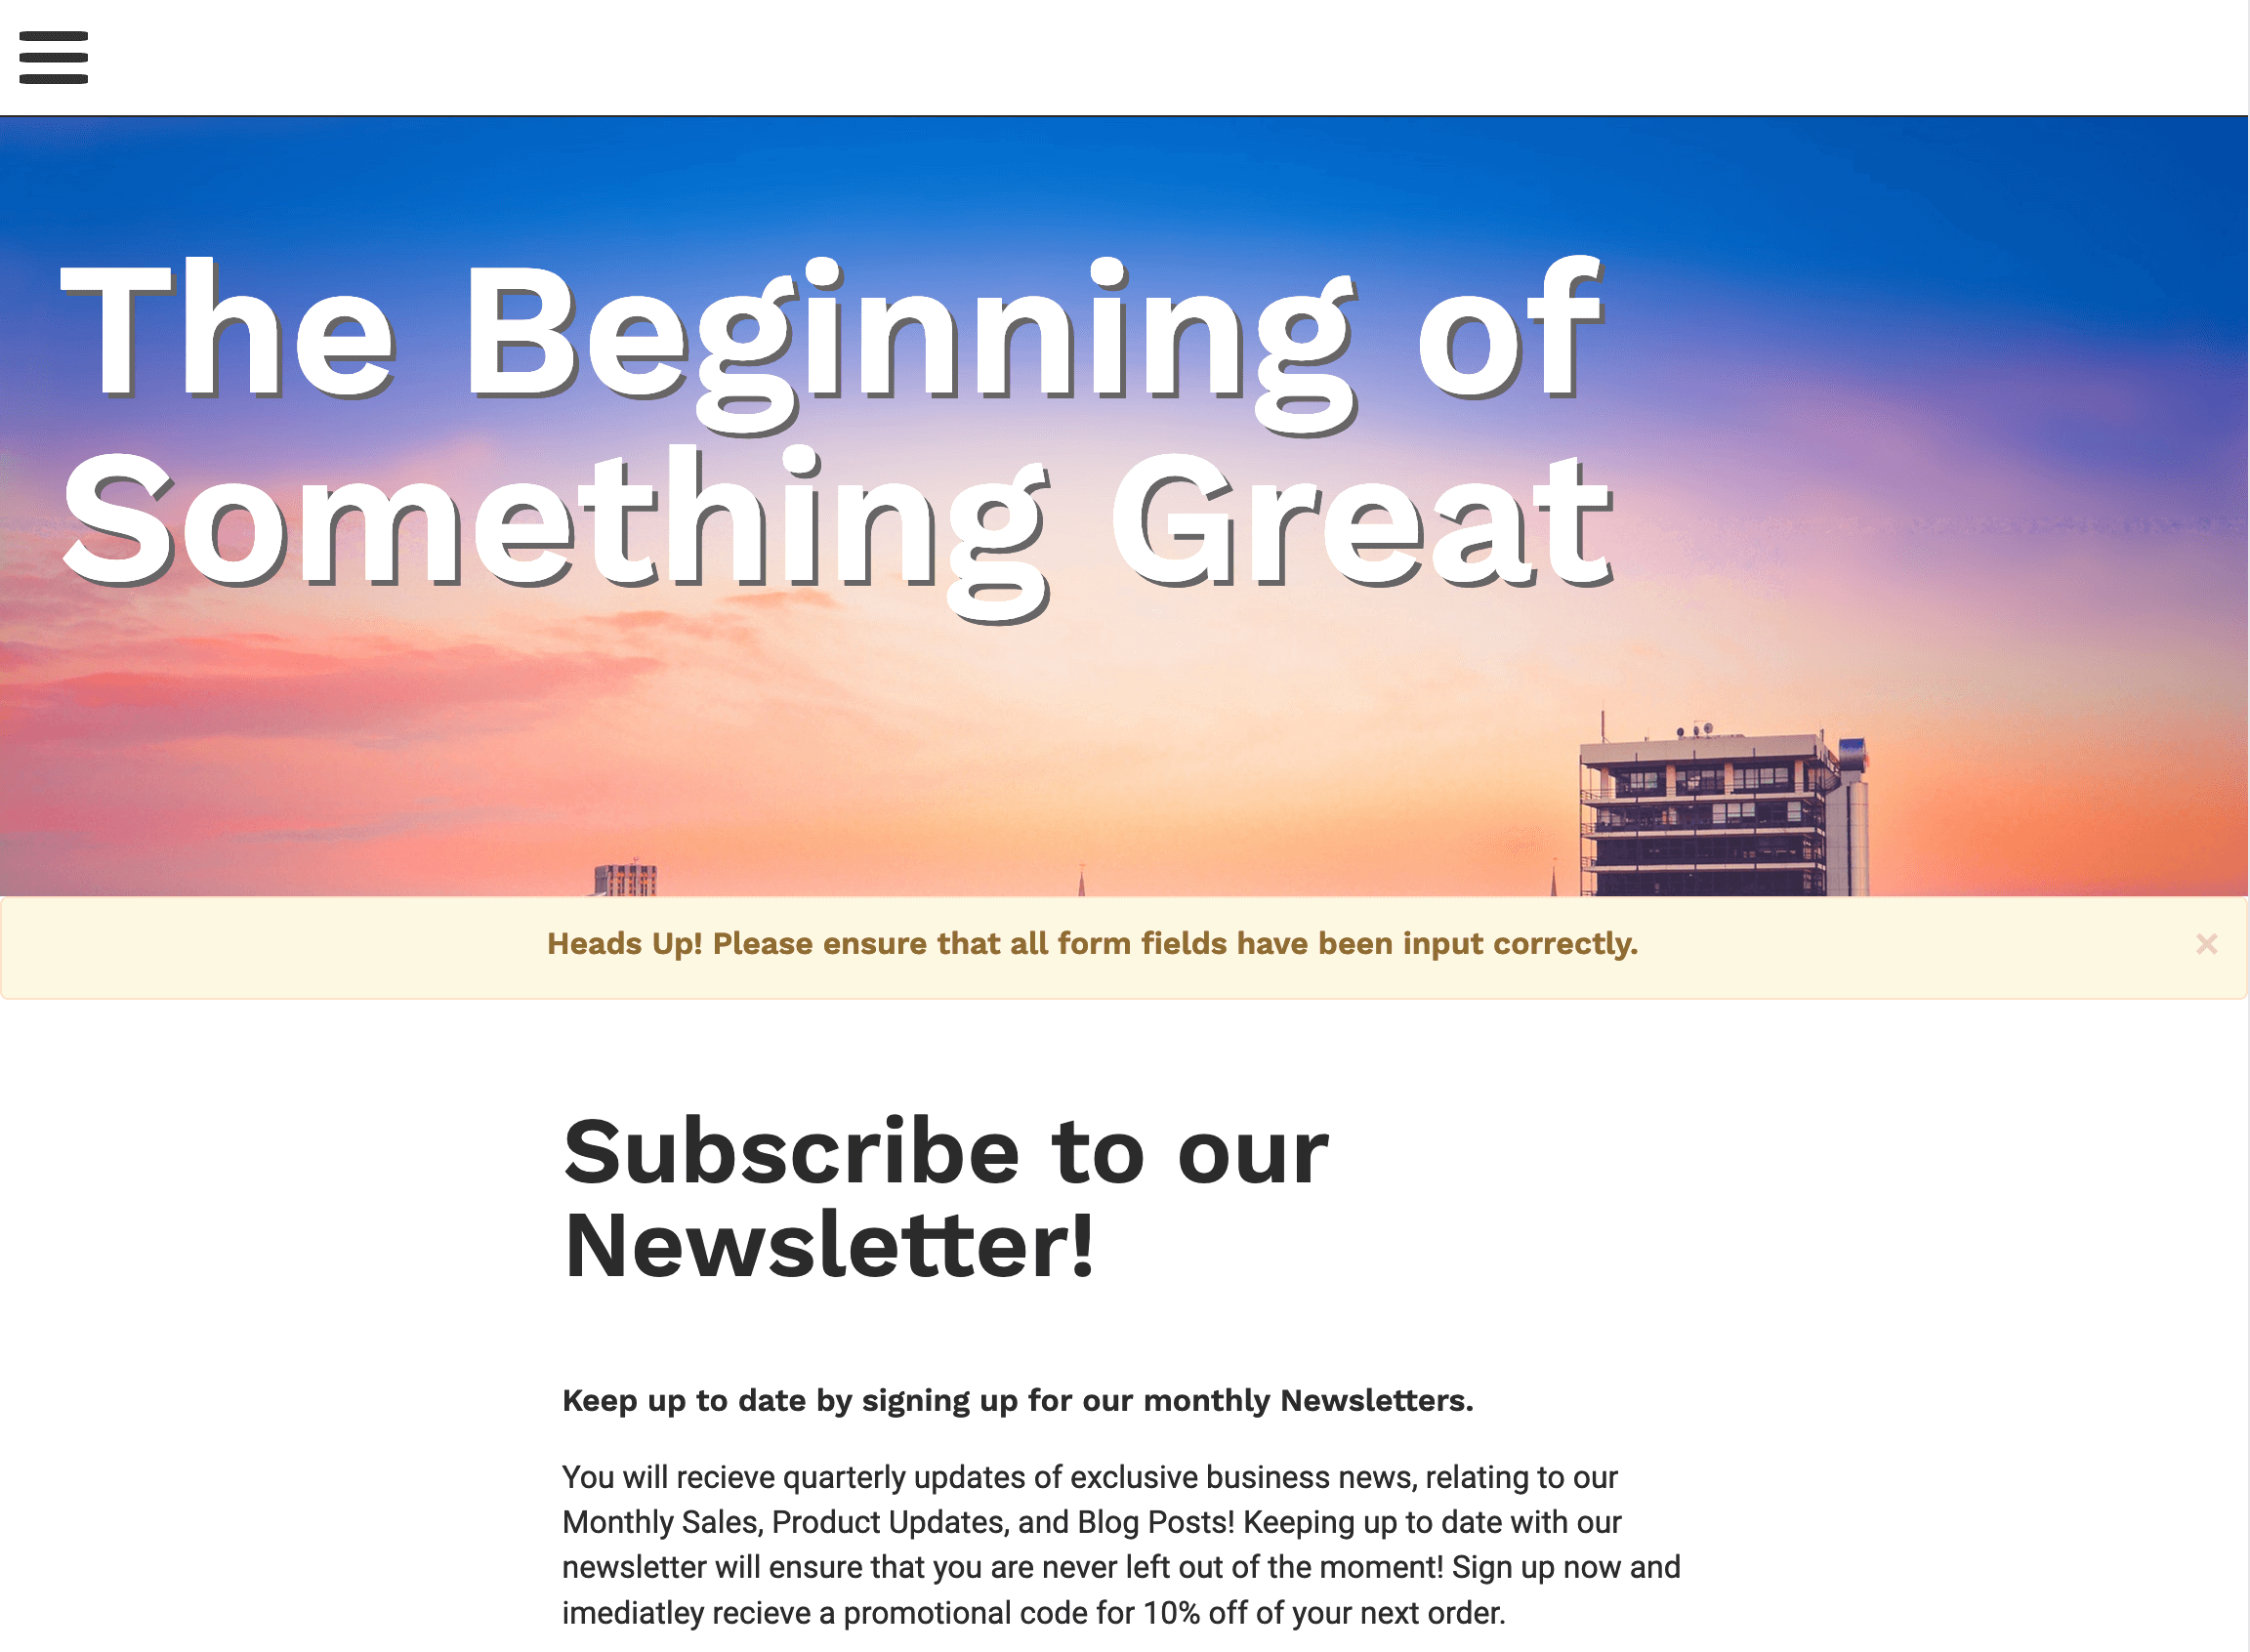 The Beginning of
Something Great
Heads Up! Please ensure that all form fields have been input correctly.
×
Subscribe to our
Newsletter!
Keep up to date by signing up for our monthly Newsletters.
You will recieve quarterly updates of exclusive business news, relating to our
Monthly Sales, Product Updates, and Blog Posts! Keeping up to date with our
newsletter will ensure that you are never left out of the moment! Sign up now and
imediatley recieve a promotional code for 10% off of your next order.